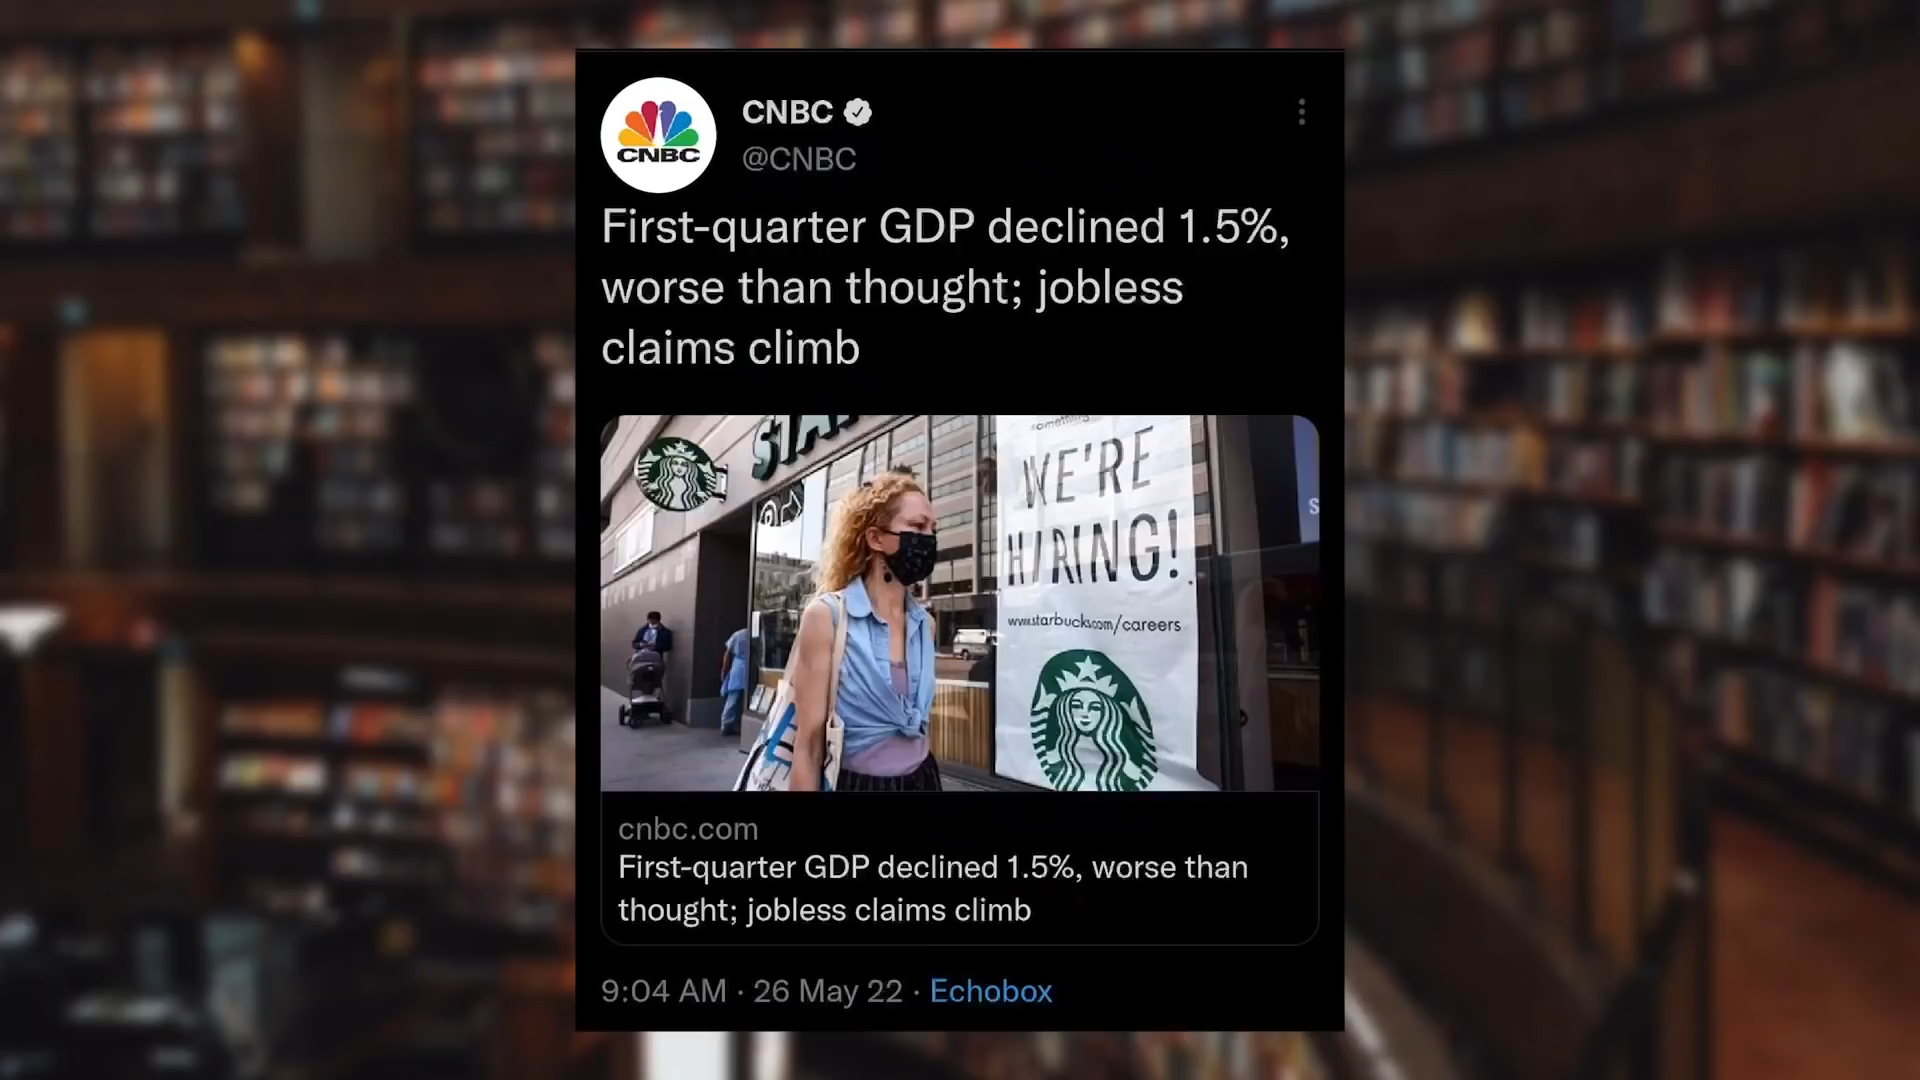 CNBC
CNBC
@CNBC
First-quarter GDP declined 1.5%,
worse than thought; jobless
claims climb
STA
something
WE'RE
HIRING!
www.starbucks.com/careers
S
cnbc.com
First-quarter GDP declined 1.5%, worse than
thought; jobless claims climb
9:04 AM · 26 May 22 · Echobox